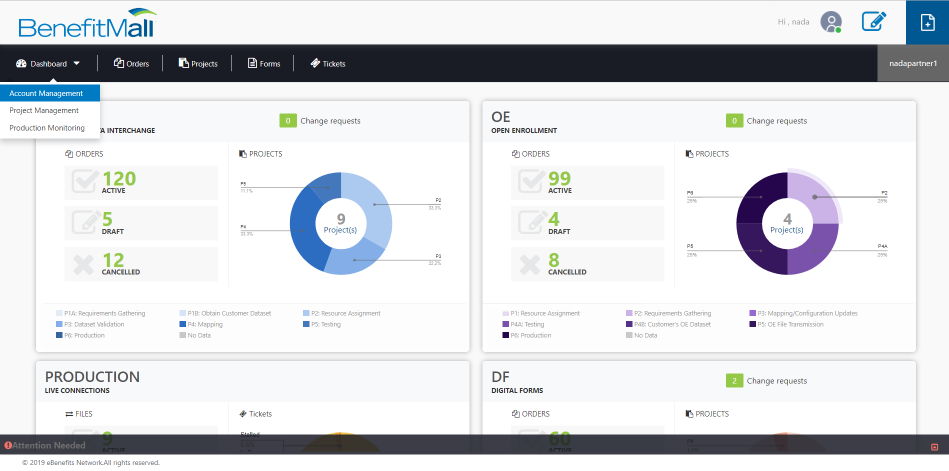 BenefitMall
Hi , nada
Dashboard
Orders
Projects
Forms
Tickets
nadapartner1
Account Management
Project Management
Production Monitoring
TA INTERCHANGE
0 Change requests
ORDERS
PROJECTS
120
ACTIVE
5
DRAFT
12
CANCELLED
P5
11.1%
P2
33.3%
P4
33.3%
P3
22.2%
9
Project(s)
P1A: Requirements Gathering
P1B: Obtain Customer Dataset
P2: Resource Assignment
P3: Dataset Validation
P4: Mapping
P5: Testing
P6: Production
No Data
OE
OPEN ENROLLMENT
0 Change requests
ORDERS
PROJECTS
99
ACTIVE
4
DRAFT
8
CANCELLED
P6
25%
P2
25%
P5
25%
P4A
25%
4
Project(s)
P1: Resource Assignment
P2: Requirements Gathering
P3: Mapping/Configuration Updates
P4A: Testing
P4B: Customer's OE Dataset
P5: OE File Transmission
P6: Production
No Data
PRODUCTION
LIVE CONNECTIONS
FILES
Tickets
9
ACTIVE
Stalled
DF
DIGITAL FORMS
2 Change requests
ORDERS
PROJECTS
60
ACTIVE
Attention Needed
© 2019 eBenefits Network.All rights reserved.